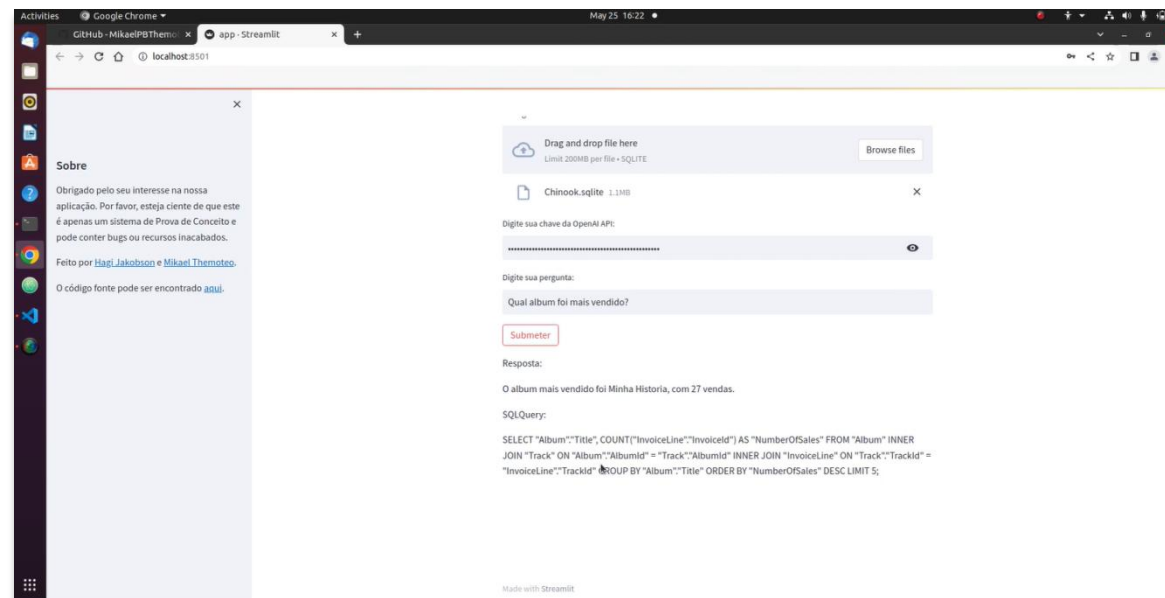 Activities Google Chrome May 25 16:22
GitHub - MikaelPBThemo × app - Streamlit × +
localhost:8501
×
Sobre
Obrigado pelo seu interesse na nossa
aplicação. Por favor, esteja ciente de que este
é apenas um sistema de Prova de Conceito e
pode conter bugs ou recursos inacabados.
Feito por Hagi Jakobson e Mikael Themoteo.
O código fonte pode ser encontrado aqui.
Drag and drop file here
Limit 200MB per file • SQLITE
Browse files
Chinook.sqlite 1.1MB ×
Digite sua chave da OpenAI API:
Digite sua pergunta:
Qual album foi mais vendido?
Submeter
Resposta:
O album mais vendido foi Minha Historia, com 27 vendas.
SQLQuery:
SELECT "Album"."Title", COUNT("InvoiceLine"."InvoiceId") AS "NumberOfSales" FROM "Album" INNER
JOIN "Track" ON "Album"."AlbumId" = "Track"."AlbumId" INNER JOIN "InvoiceLine" ON "Track"."TrackId" =
"InvoiceLine"."TrackId" GROUP BY "Album"."Title" ORDER BY "NumberOfSales" DESC LIMIT 5;
Made with Streamlit